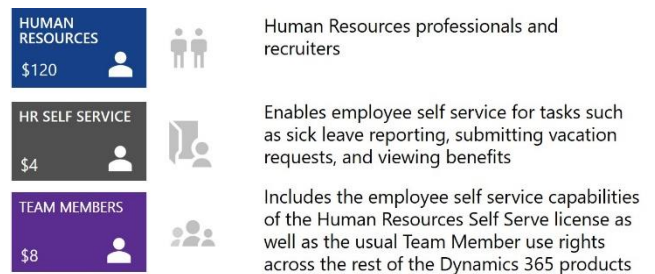 HUMAN
RESOURCES
$120
Human Resources professionals and
recruiters
HR SELF SERVICE
$4
Enables employee self service for tasks such
as sick leave reporting, submitting vacation
requests, and viewing benefits
TEAM MEMBERS
$8
Includes the employee self service capabilities
of the Human Resources Self Serve license as
well as the usual Team Member use rights
across the rest of the Dynamics 365 products